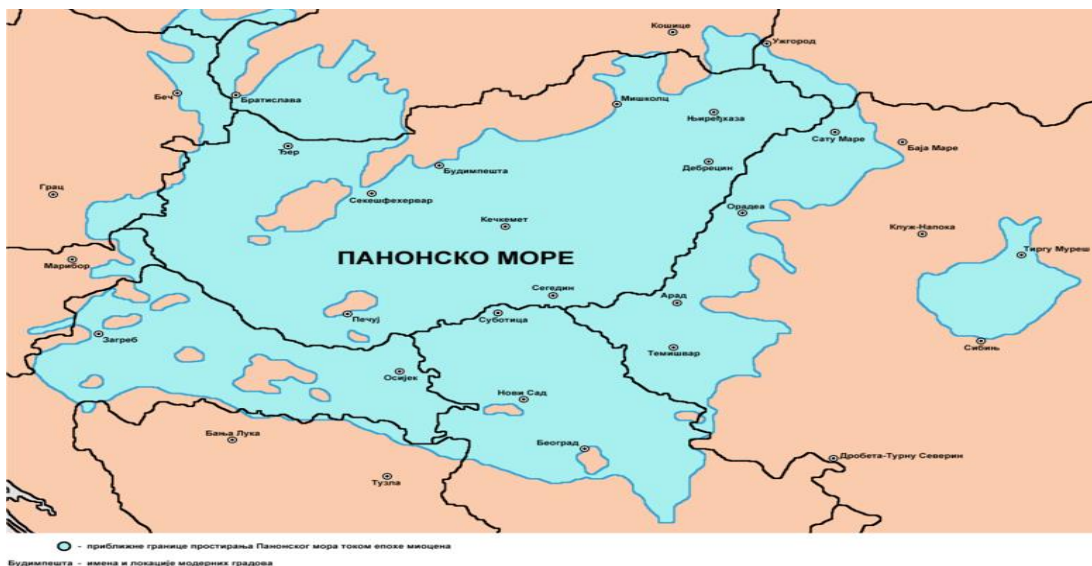 Кошице
Ужгород
Беч
Братислава
Мишколц
Њиређхаза
Ђер
Сату Маре
Баја Маре
Будимпешта
Дебрецин
Грац
Секешфехервар
Орадеа
Кечкемет
Клуж-Напока
Тиргу Муреш
ПАНОНСКО МОРЕ
Марибор
Сегедин
Арад
Печуј
Суботица
Загреб
Сибињ
Темишвар
Осијек
Нови Сад
Бања Лука
Београд
Дробета-Турну Северин
Тузла
- приближне границе простирања Панонског мора током епохе миоцена
Будимпешта - имена и локације модерних градова